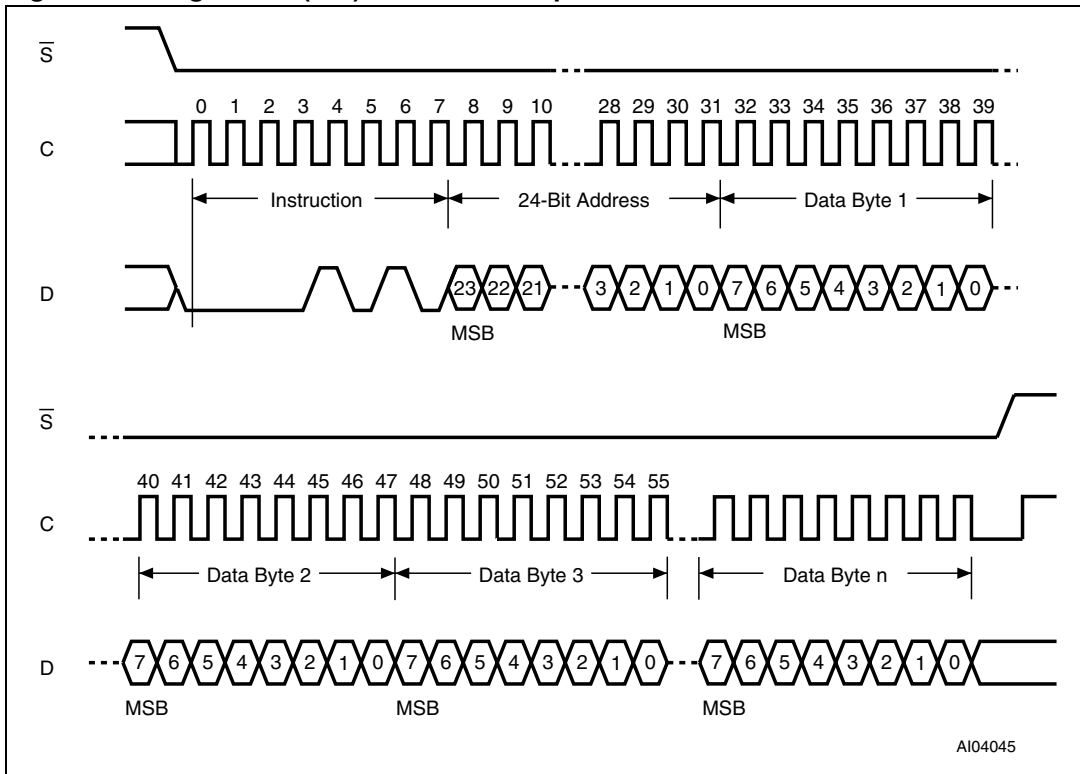 S
0 1 2 3 4 5 6 7 8 9 10 28 29 30 31 32 33 34 35 36 37 38 39
C
Instruction 24-Bit Address Data Byte 1
D 23 22 21 3 2 1 0 7 6 5 4 3 2 1 0
MSB MSB
S
40 41 42 43 44 45 46 47 48 49 50 51 52 53 54 55
C
Data Byte 2 Data Byte 3 Data Byte n
D 7 6 5 4 3 2 1 0 7 6 5 4 3 2 1 0 7 6 5 4 3 2 1 0
MSB MSB MSB
AI04045